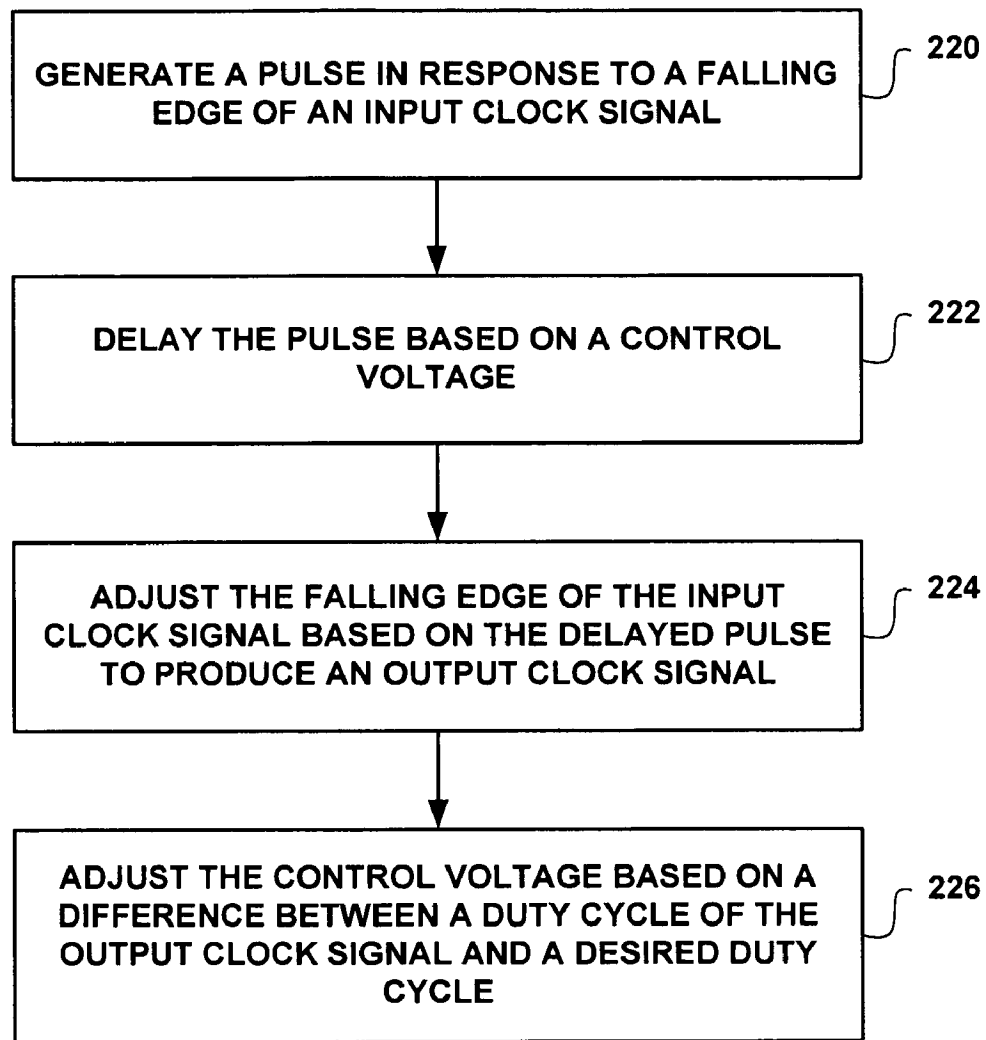 GENERATE A PULSE IN RESPONSE TO A FALLING
EDGE OF AN INPUT CLOCK SIGNAL
220
DELAY THE PULSE BASED ON A CONTROL
VOLTAGE
222
ADJUST THE FALLING EDGE OF THE INPUT
CLOCK SIGNAL BASED ON THE DELAYED PULSE
TO PRODUCE AN OUTPUT CLOCK SIGNAL
224
ADJUST THE CONTROL VOLTAGE BASED ON A
DIFFERENCE BETWEEN A DUTY CYCLE OF THE
OUTPUT CLOCK SIGNAL AND A DESIRED DUTY
CYCLE
226